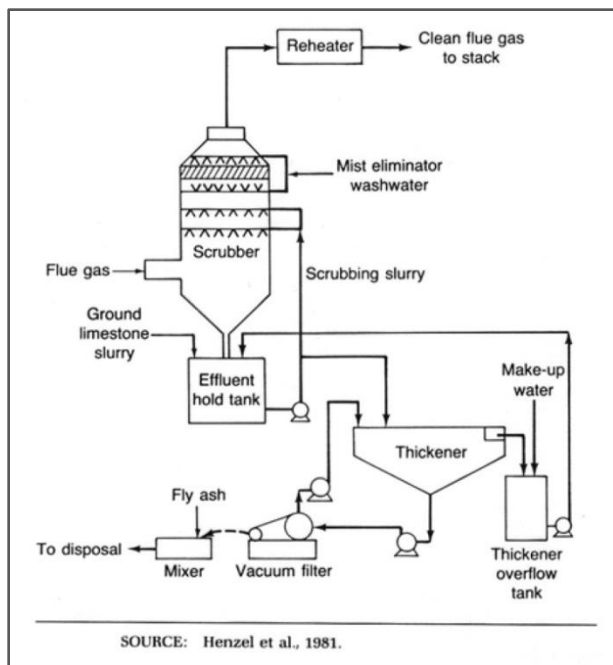 Reheater
Clean flue gas
to stack
Mist eliminator
washwater
Scrubber
Flue gas
Scrubbing slurry
Ground
limestone
slurry
Effluent
hold tank
Make-up
water
Thickener
Fly ash
To disposal
Mixer
Vacuum filter
Thickener
overflow
tank
SOURCE: Henzel et al., 1981.